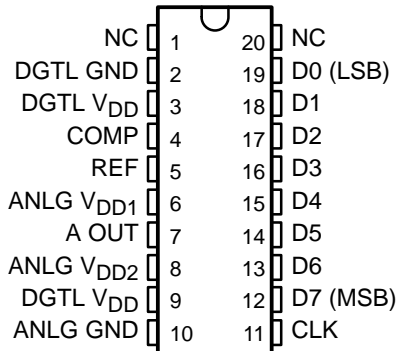 NC 1 20 NC
DGTL GND 2 19 D0 (LSB)
DGTL VDD 3 18 D1
COMP 4 17 D2
REF 5 16 D3
ANLG VDD1 6 15 D4
A OUT 7 14 D5
ANLG VDD2 8 13 D6
DGTL VDD 9 12 D7 (MSB)
ANLG GND 10 11 CLK